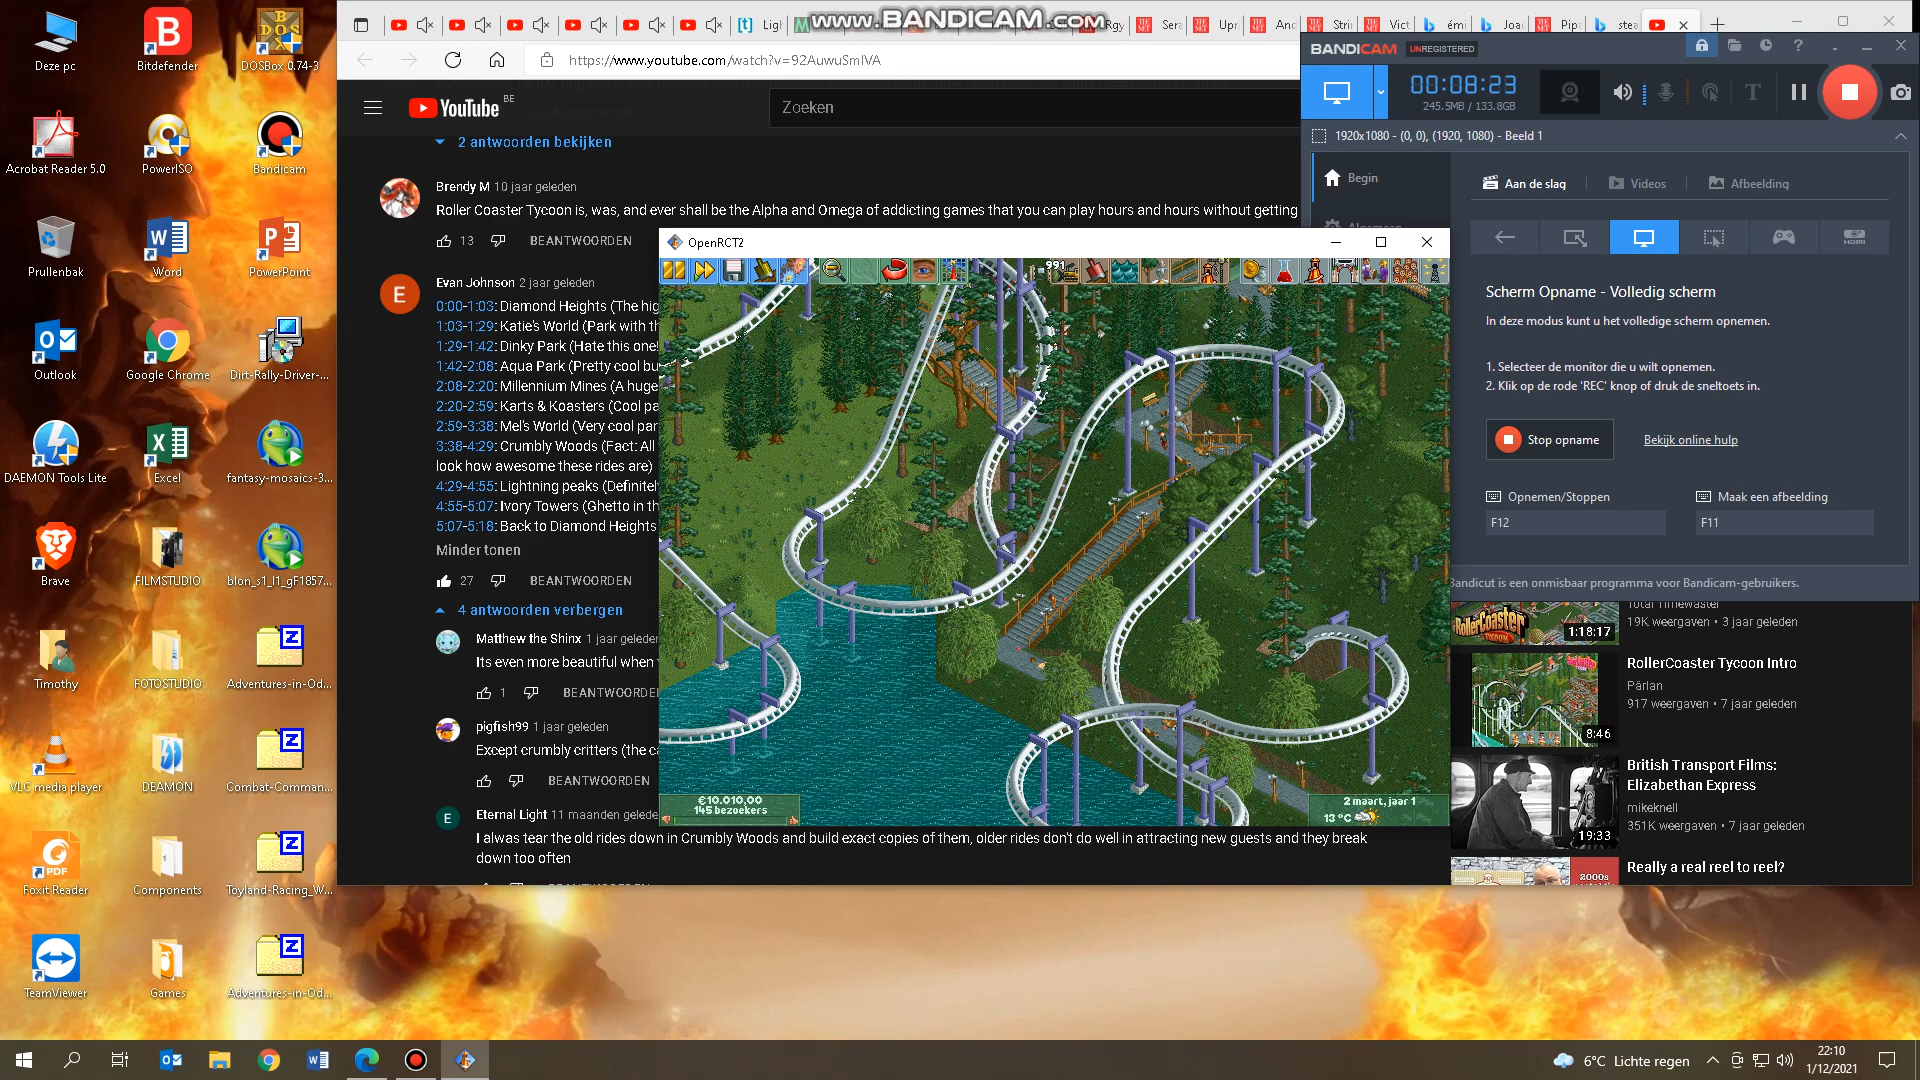 Deze pc
Bitdefender
DOSBox 0.74-3
Acrobat Reader 5.0
PowerISO
Bandicam
Prullenbak
Word
PowerPoint
Outlook
Google Chrome
Dirt-Rally-Driver-...
DAEMON Tools Lite
Excel
fantasy-mosaics-3...
Brave
FILMSTUDIO
blon_s1_l1_gF1857...
Timothy
FOTOSTUDIO
Adventures-in-Od...
VLC media player
DEAMON
Combat-Comman...
Foxit Reader
Components
Toyland-Racing_W...
TeamViewer
Games
Adventures-in-Od...
www.BANDICAM.com
https://www.youtube.com/watch?v=92AuwuSmIVA
YouTube BE
Zoeken
2 antwoorden bekijken
Brendy M 10 jaar geleden
Roller Coaster Tycoon is, was, and ever shall be the Alpha and Omega of addicting games that you can play hours and hours without getting
13 BEANTWOORDEN
Evan Johnson 2 jaar geleden
0:00-1:03: Diamond Heights (The hig
1:03-1:29: Katie's World (Park with th
1:29-1:42: Dinky Park (Hate this one!
1:42-2:08: Aqua Park (Pretty cool bu
2:08-2:20: Millennium Mines (A huge
2:20-2:59: Karts & Koasters (Cool pa
2:59-3:38: Mel's World (Very cool par
3:38-4:29: Crumbly Woods (Fact: All
look how awesome these rides are)
4:29-4:55: Lightning peaks (Definitel
4:55-5:07: Ivory Towers (Ghetto in th
5:07-5:18: Back to Diamond Heights
Minder tonen
27 BEANTWOORDEN
4 antwoorden verbergen
Matthew the Shinx 1 jaar geleden
Its even more beautiful when
1 BEANTWOORDE
pigfish99 1 jaar geleden
Except crumbly critters (the ca
BEANTWOORDEN
Eternal Light 11 maanden gelede
I alwas tear the old rides down in Crumbly Woods and build exact copies of them, older rides don't do well in attracting new guests and they break
down too often
OpenRCT2
991
€10.010,00
145 bezoekers
2 maart, jaar 1
13 °C
BANDICAM UNREGISTERED
00:08:23
245.5MB / 133.8GB
1920x1080 - (0, 0), (1920, 1080) - Beeld 1
Begin
Algemeen
Aan de slag
Videos
Afbeelding
Scherm Opname - Volledig scherm
In deze modus kunt u het volledige scherm opnemen.
1. Selecteer de monitor die u wilt opnemen.
2. Klik op de rode 'REC' knop of druk de sneltoets in.
Stop opname
Bekijk online hulp
Opnemen/Stoppen
Maak een afbeelding
F12
F11
Bandicut is een onmisbaar programma voor Bandicam-gebruikers.
Total Timewaster
19K weergaven • 3 jaar geleden
RollerCoaster Tycoon
1:18:17
RollerCoaster Tycoon Intro
Pärlan
917 weergaven • 7 jaar geleden
8:46
British Transport Films:
Elizabethan Express
mikeknell
351K weergaven • 7 jaar geleden
19:33
Really a real reel to reel?
2000s
6°C Lichte regen
22:10
1/12/2021